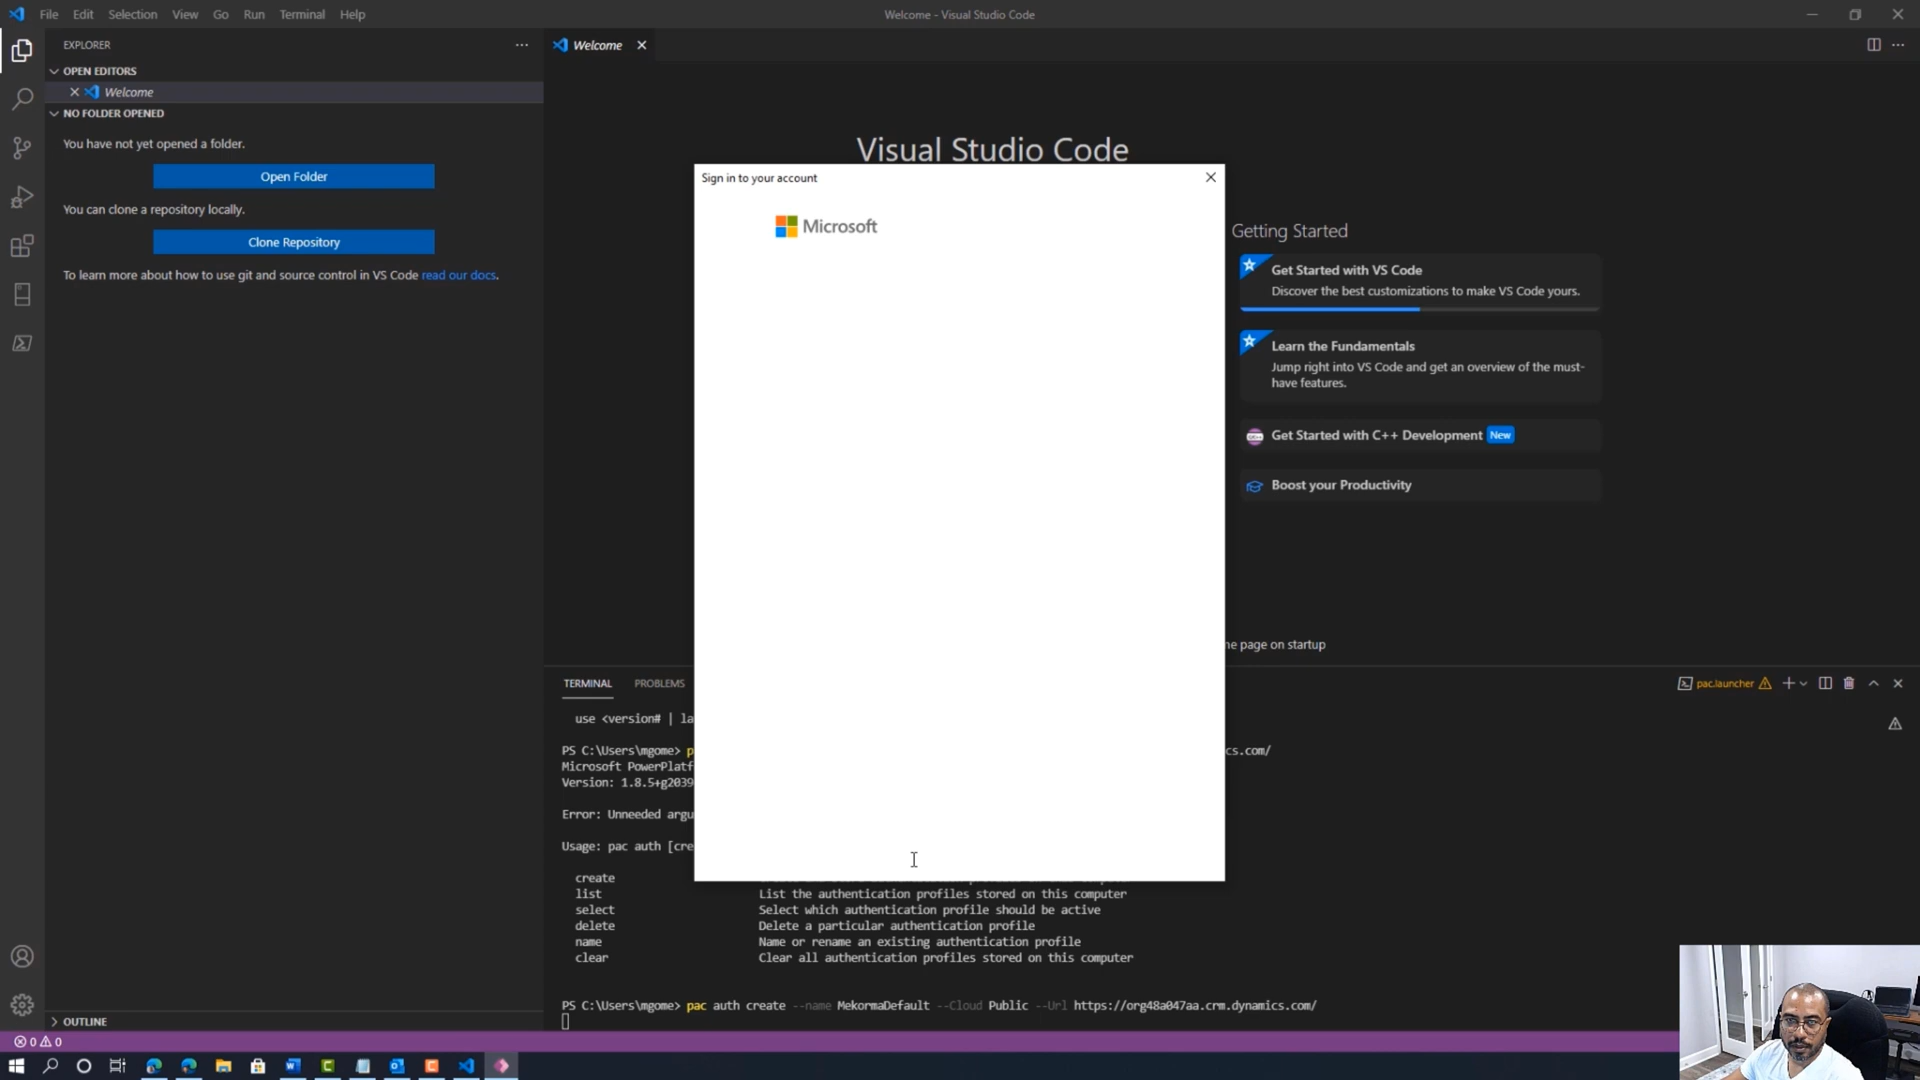 File Edit Selection View Go Run Terminal Help
Welcome - Visual Studio Code
EXPLORER
OPEN EDITORS
Welcome
NO FOLDER OPENED
You have not yet opened a folder.
Open Folder
You can clone a repository locally.
Clone Repository
To learn more about how to use git and source control in VS Code read our docs.
OUTLINE
0 0
Welcome
Visual Studio Code
Sign in to your account
Microsoft
Getting Started
Get Started with VS Code
Discover the best customizations to make VS Code yours.
Learn the Fundamentals
Jump right into VS Code and get an overview of the must-
have features.
Get Started with C++ Development New
Boost your Productivity
page on startup
TERMINAL PROBLEMS
pac.launcher
use <version# | la
PS C:\Users\mgome> p cs.com/
Microsoft PowerPlatf
Version: 1.8.5+g2039
Error: Unneeded argu
Usage: pac auth [cre
create
list List the authentication profiles stored on this computer
select Select which authentication profile should be active
delete Delete a particular authentication profile
name Name or rename an existing authentication profile
clear Clear all authentication profiles stored on this computer
PS C:\Users\mgome> pac auth create --name MekormaDefault --Cloud Public --Url https://org48a047aa.crm.dynamics.com/